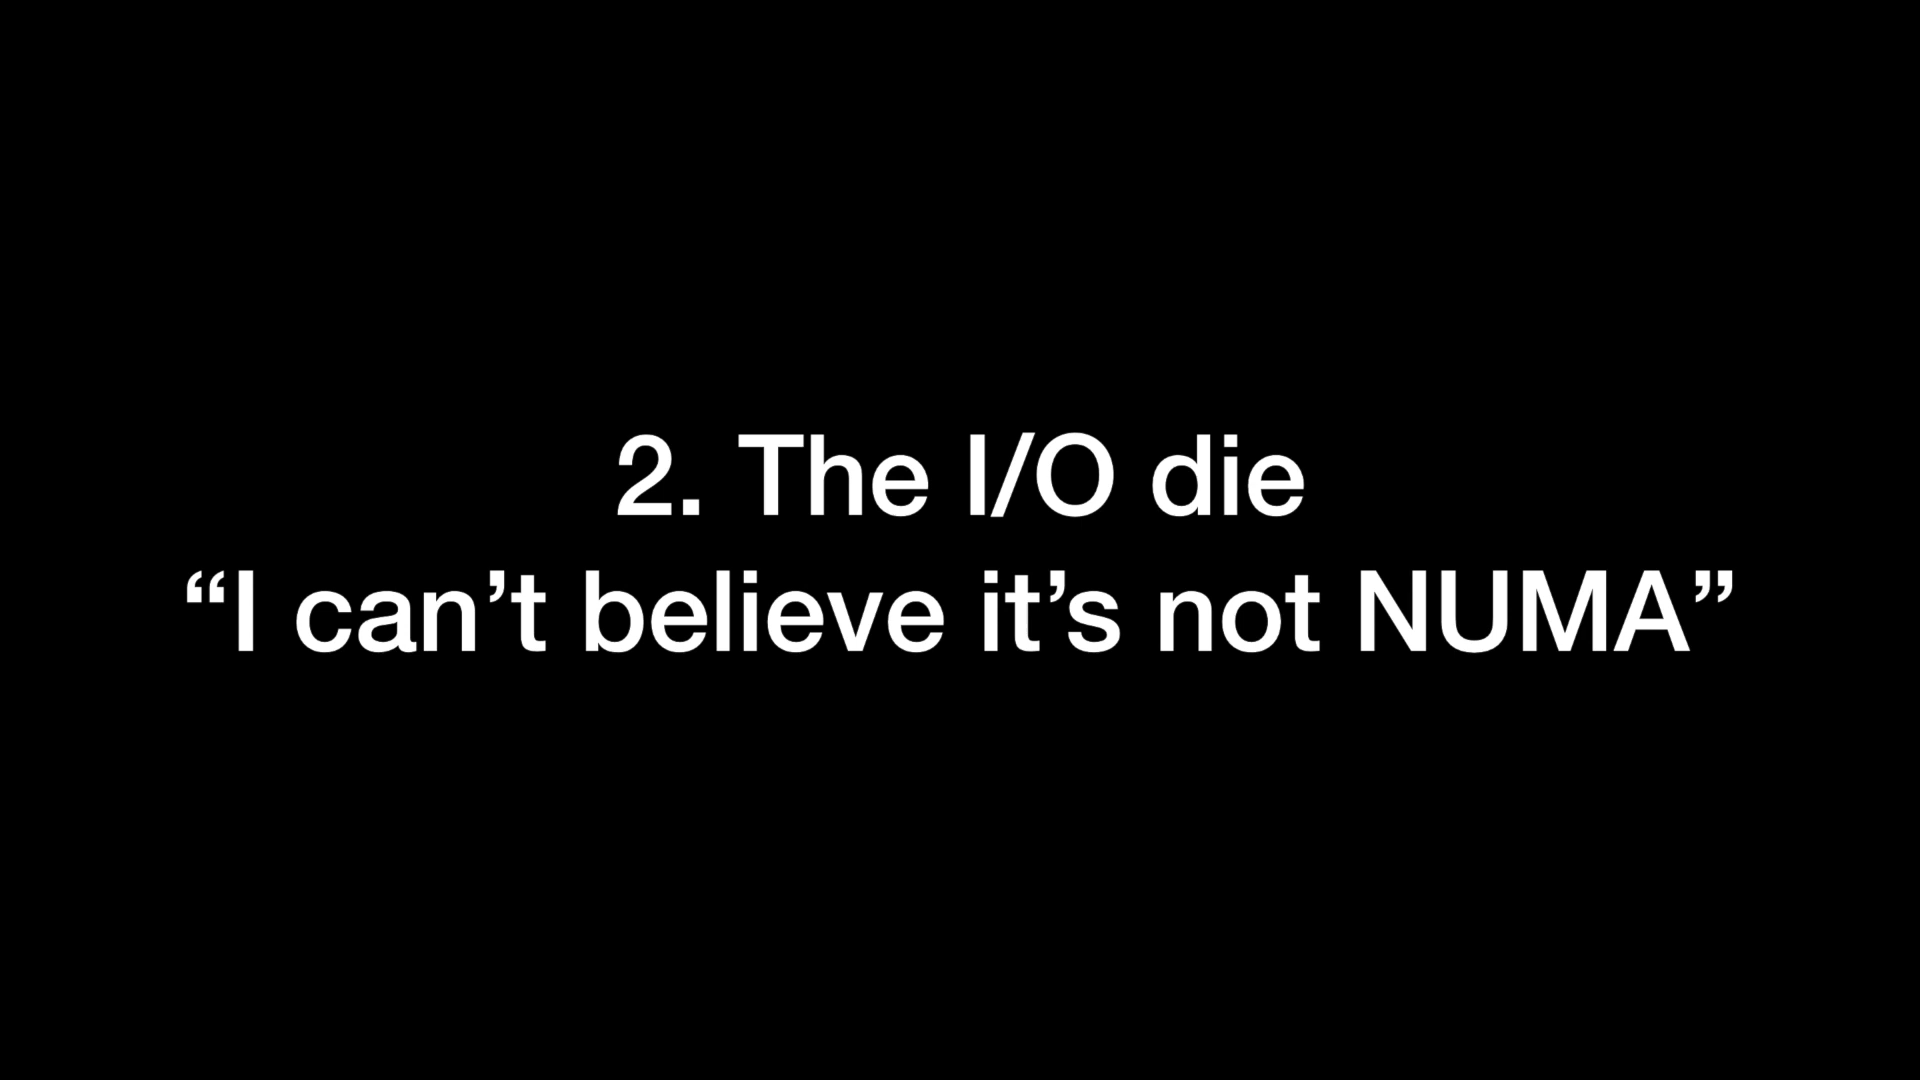 2. The I/O die
“I can’t believe it’s not NUMA”